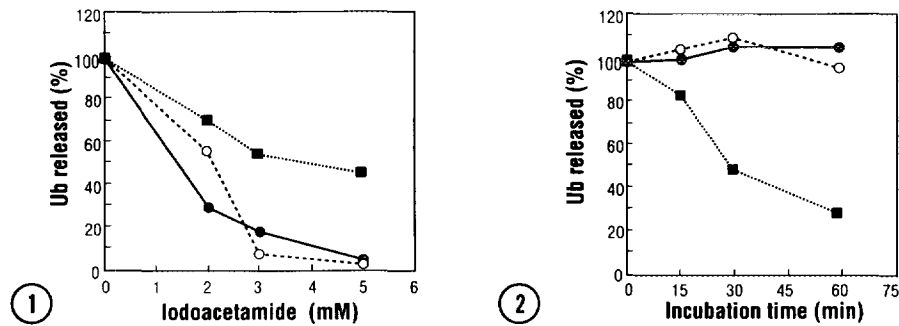 120
100
80
60
40
20
0
Ub released (%)
0 1 2 3 4 5 6
Iodoacetamide (mM)
1
120
100
80
60
40
20
0
Ub released (%)
0 15 30 45 60 75
Incubation time (min)
2